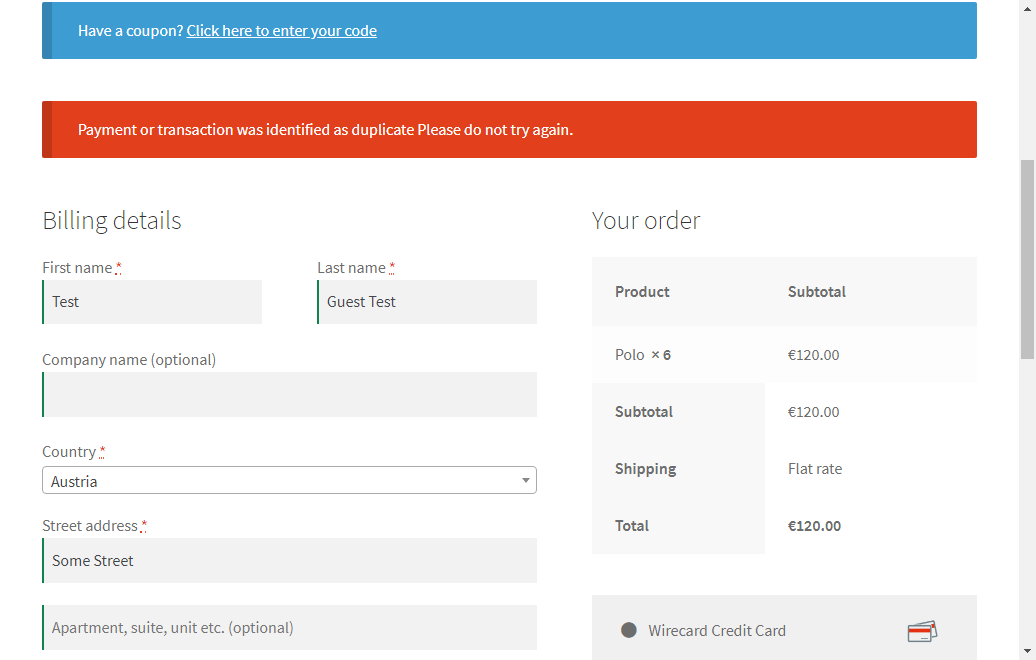 Have a coupon? Click here to enter your code
Payment or transaction was identified as duplicate Please do not try again.
Billing details
First name *
Last name *
Test
Guest Test
Company name (optional)
Country *
Austria
Street address *
Some Street
Apartment, suite, unit etc. (optional)
Your order
Product Subtotal
Polo × 6 €120.00
Subtotal €120.00
Shipping Flat rate
Total €120.00
Wirecard Credit Card